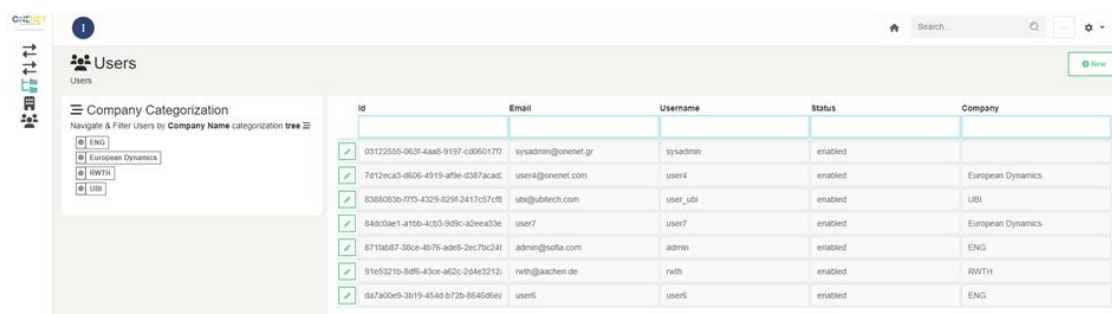 ONENET
Search...
Users
Users
New
Company Categorization
Navigate & Filter Users by Company Name categorization tree
ENG
European Dynamics
RWTH
UBI
Id Email Username Status Company
03122555-063f-4aa8-9197-cd06017f7 sysadmin@onenet.gr sysadmin enabled
7d12eca3-d606-4919-af9e-d387acad2 user4@onenet.com user4 enabled European Dynamics
8388083b-f7f3-4329-829f-2417c57cf8 ubi@ubitech.com user_ubi enabled UBI
84dc0ae1-a1bb-4cb3-9d9c-a2eea33e user7 user7 enabled European Dynamics
871fab87-38ce-4b76-ade8-2ec7bc24 admin@sofia.com admin enabled ENG
91e5321b-8df6-43ce-a62c-2d4e3212 rwth@aachen.de rwth enabled RWTH
da7a00e9-3b19-454d-b72b-8646d6ea user6 user6 enabled ENG